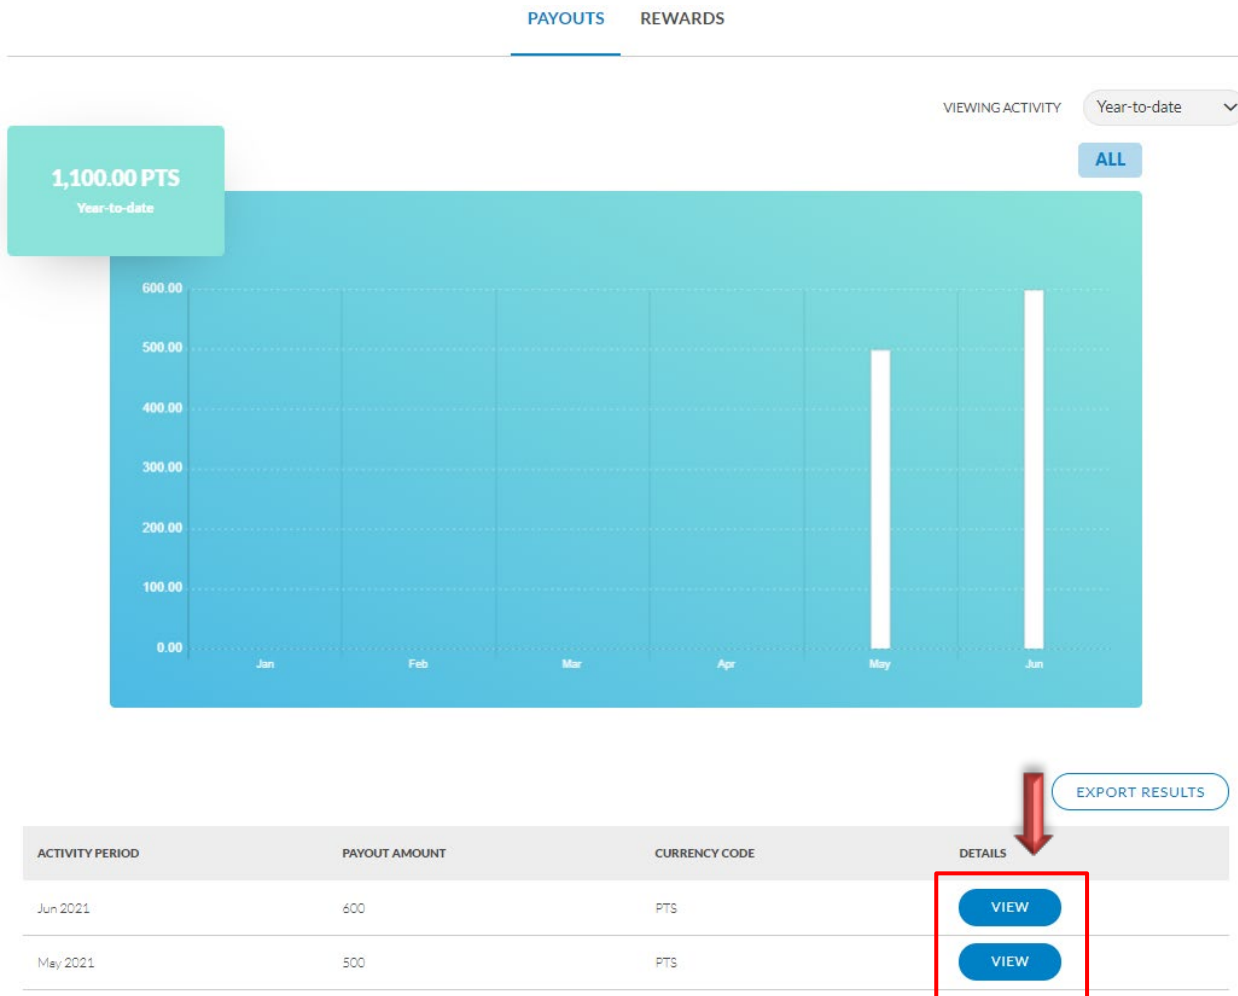 PAYOUTS REWARDS
VIEWING ACTIVITY Year-to-date
ALL
1,100.00 PTS
Year-to-date
600.00
500.00
400.00
300.00
200.00
100.00
0.00
Jan Feb Mar Apr May Jun
EXPORT RESULTS
ACTIVITY PERIOD PAYOUT AMOUNT CURRENCY CODE DETAILS
Jun 2021 600 PTS VIEW
May 2021 500 PTS VIEW